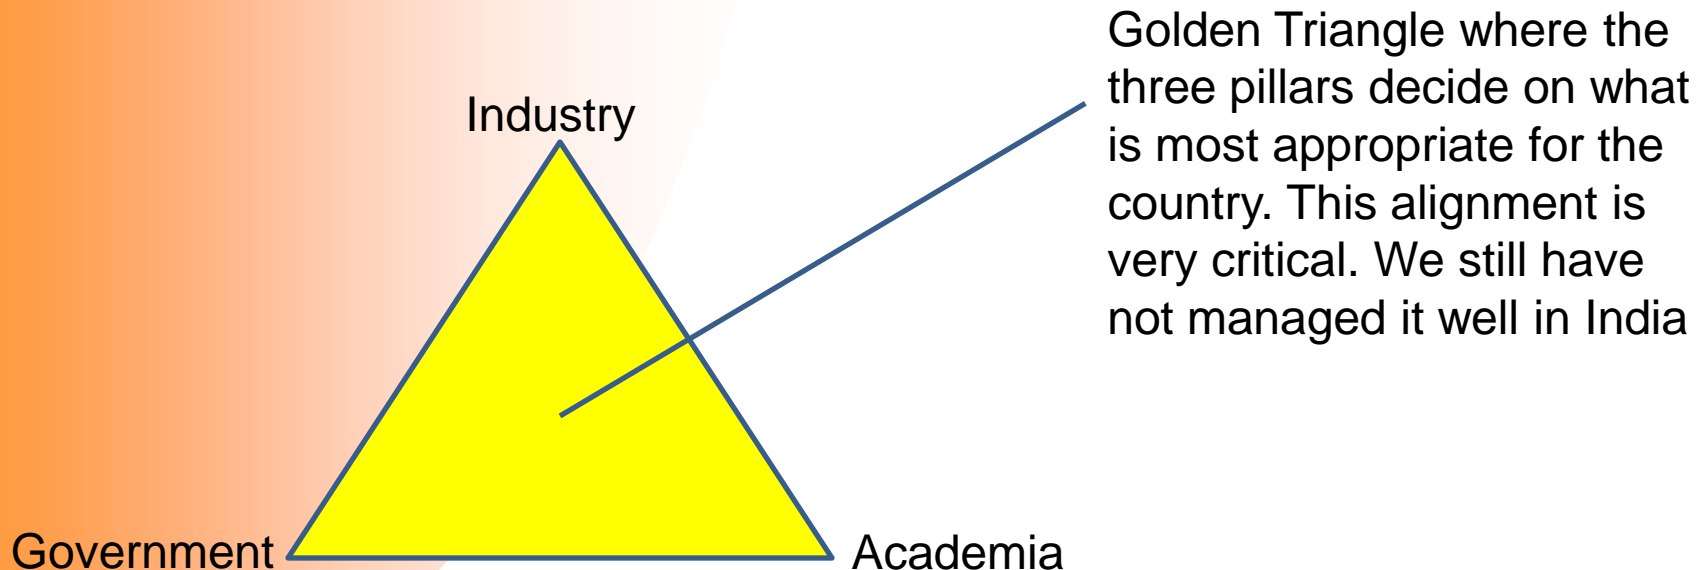 Golden Triangle where the
three pillars decide on what
is most appropriate for the
country. This alignment is
very critical. We still have
not managed it well in India
Industry
Government
Academia